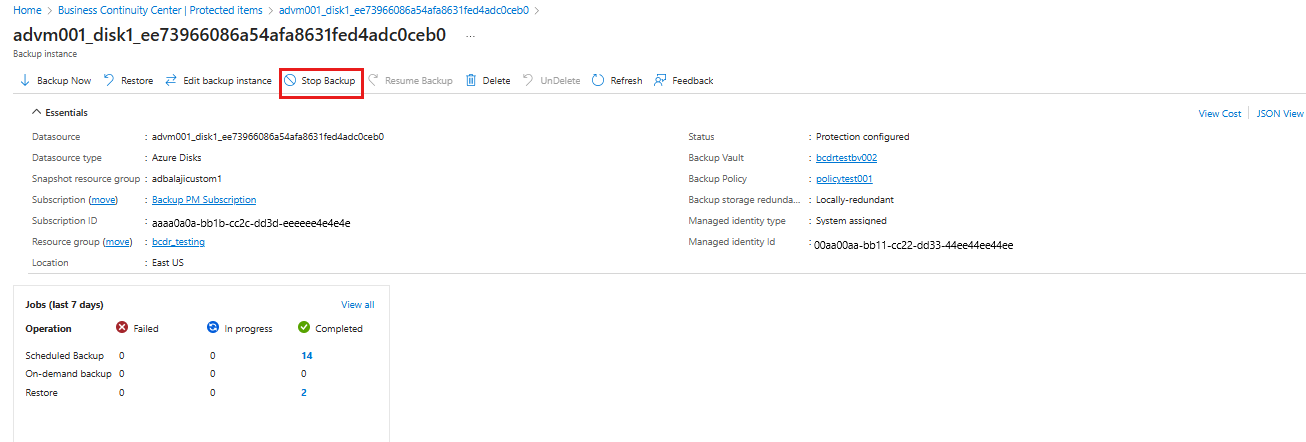 Home > Business Continuity Center | Protected items > advm001_disk1_ee73966086a54afa8631fed4adc0ceb0 >
advm001_disk1_ee73966086a54afa8631fed4adc0ceb0 ...
Backup instance
Backup Now Restore Edit backup instance Stop Backup Resume Backup Delete UnDelete Refresh Feedback
Essentials View Cost JSON View
Datasource : advm001_disk1_ee73966086a54afa8631fed4adc0ceb0 Status : Protection configured
Datasource type : Azure Disks Backup Vault : bcdrtestbv002
Snapshot resource group : adbalajicustom1 Backup Policy : policytest001
Subscription (move) : Backup PM Subscription Backup storage redunda... : Locally-redundant
Subscription ID : aaaa0a0a-bb1b-cc2c-dd3d-eeeeee4e4e4e Managed identity type : System assigned
Resource group (move) : bcdr_testing Managed identity Id : 00aa00aa-bb11-cc22-dd33-44ee44ee44ee
Location : East US
Jobs (last 7 days) View all
Operation Failed In progress Completed
Scheduled Backup 0 0 14
On-demand backup 0 0 0
Restore 0 0 2